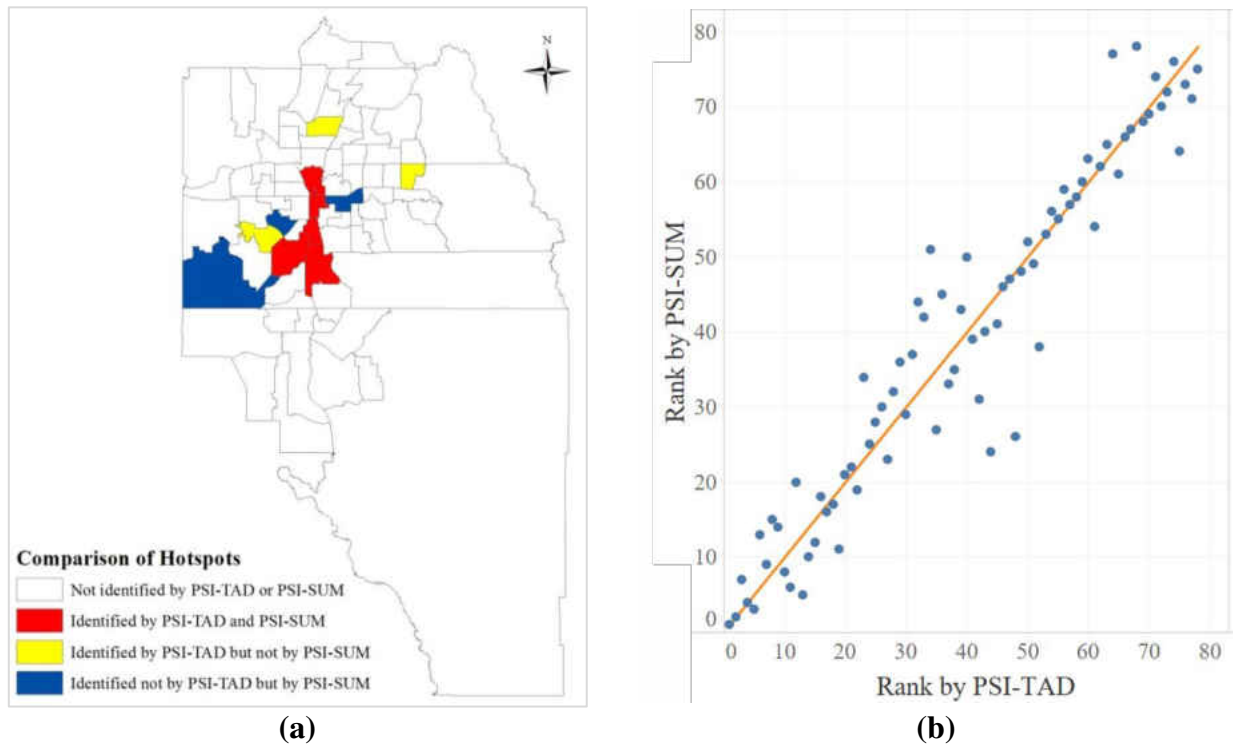 N
Comparison of Hotspots
Not identified by PSI-TAD or PSI-SUM
Identified by PSI-TAD and PSI-SUM
Identified by PSI-TAD but not by PSI-SUM
Identified not by PSI-TAD but by PSI-SUM
(a)
80
70
60
50
40
30
20
10
0
Rank by PSI-SUM
0 10 20 30 40 50 60 70 80
Rank by PSI-TAD
(b)